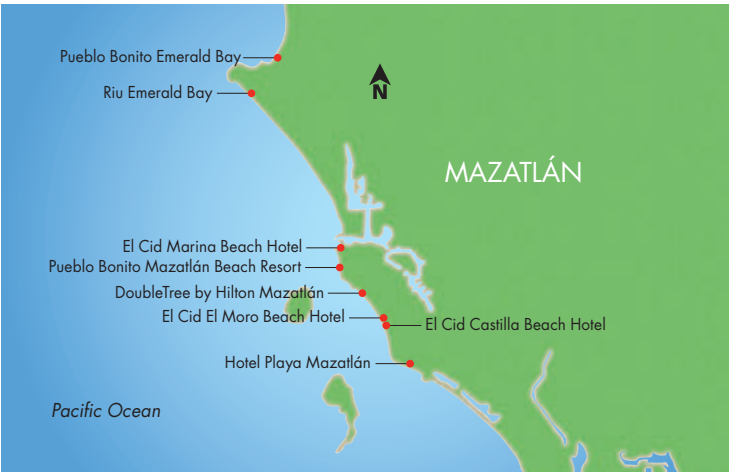 Pueblo Bonito Emerald Bay
Riu Emerald Bay
N
MAZATLÁN
El Cid Marina Beach Hotel
Pueblo Bonito Mazatlán Beach Resort
DoubleTree by Hilton Mazatlán
El Cid El Moro Beach Hotel
El Cid Castilla Beach Hotel
Hotel Playa Mazatlán
Pacific Ocean